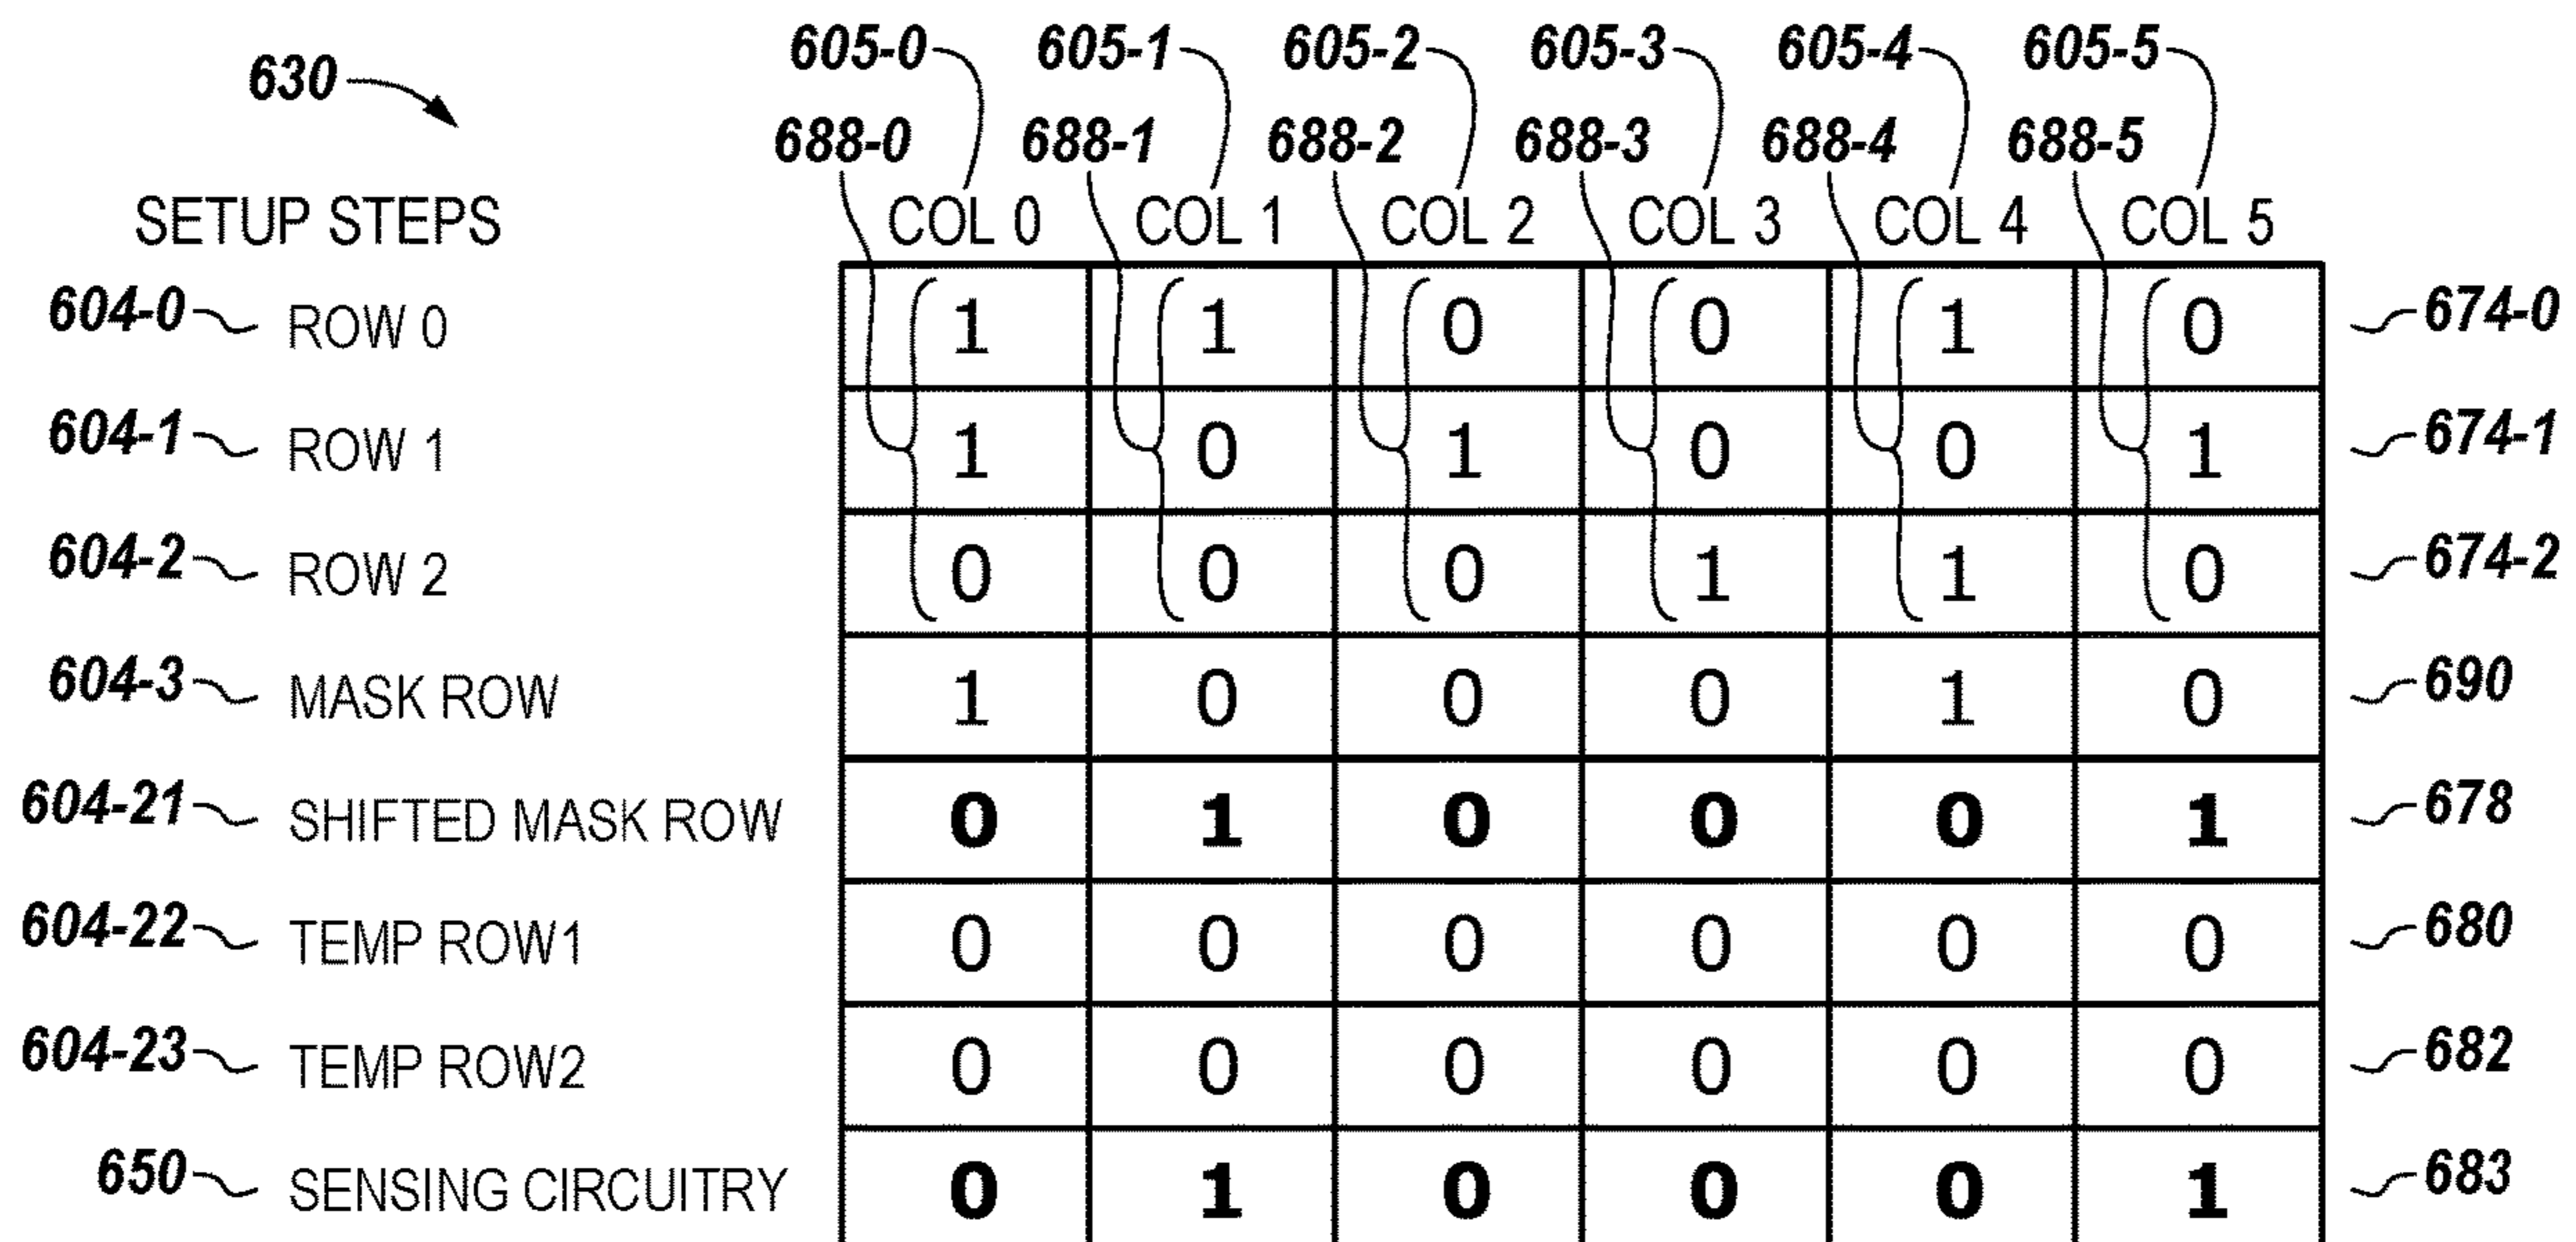 605-0 605-1 605-2 605-3 605-4 605-5
630
688-0 688-1 688-2 688-3 688-4 688-5
SETUP STEPS COL 0 COL 1 COL 2 COL 3 COL 4 COL 5
604-0 ROW 0 1 1 0 0 1 0 674-0
604-1 ROW 1 1 0 1 0 0 1 674-1
604-2 ROW 2 0 0 0 1 1 0 674-2
604-3 MASK ROW 1 0 0 0 1 0 690
604-21 SHIFTED MASK ROW 0 1 0 0 0 1 678
604-22 TEMP ROW1 0 0 0 0 0 0 680
604-23 TEMP ROW2 0 0 0 0 0 0 682
650 SENSING CIRCUITRY 0 1 0 0 0 1 683